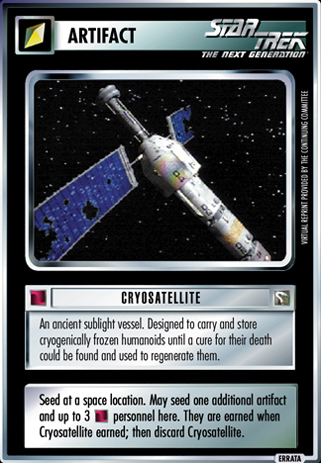 ARTIFACT
STAR TREK
THE NEXT GENERATION
VIRTUAL REPRINT PROVIDED BY THE CONTINUING COMMITTEE
CRYOSATELLITE
An ancient sublight vessel. Designed to carry and store
cryogenically frozen humanoids until a cure for their death
could be found and used to regenerate them.
Seed at a space location. May seed one additional artifact
and up to 3 personnel here. They are earned when
Cryosatellite earned; then discard Cryosatellite.
ERRATA